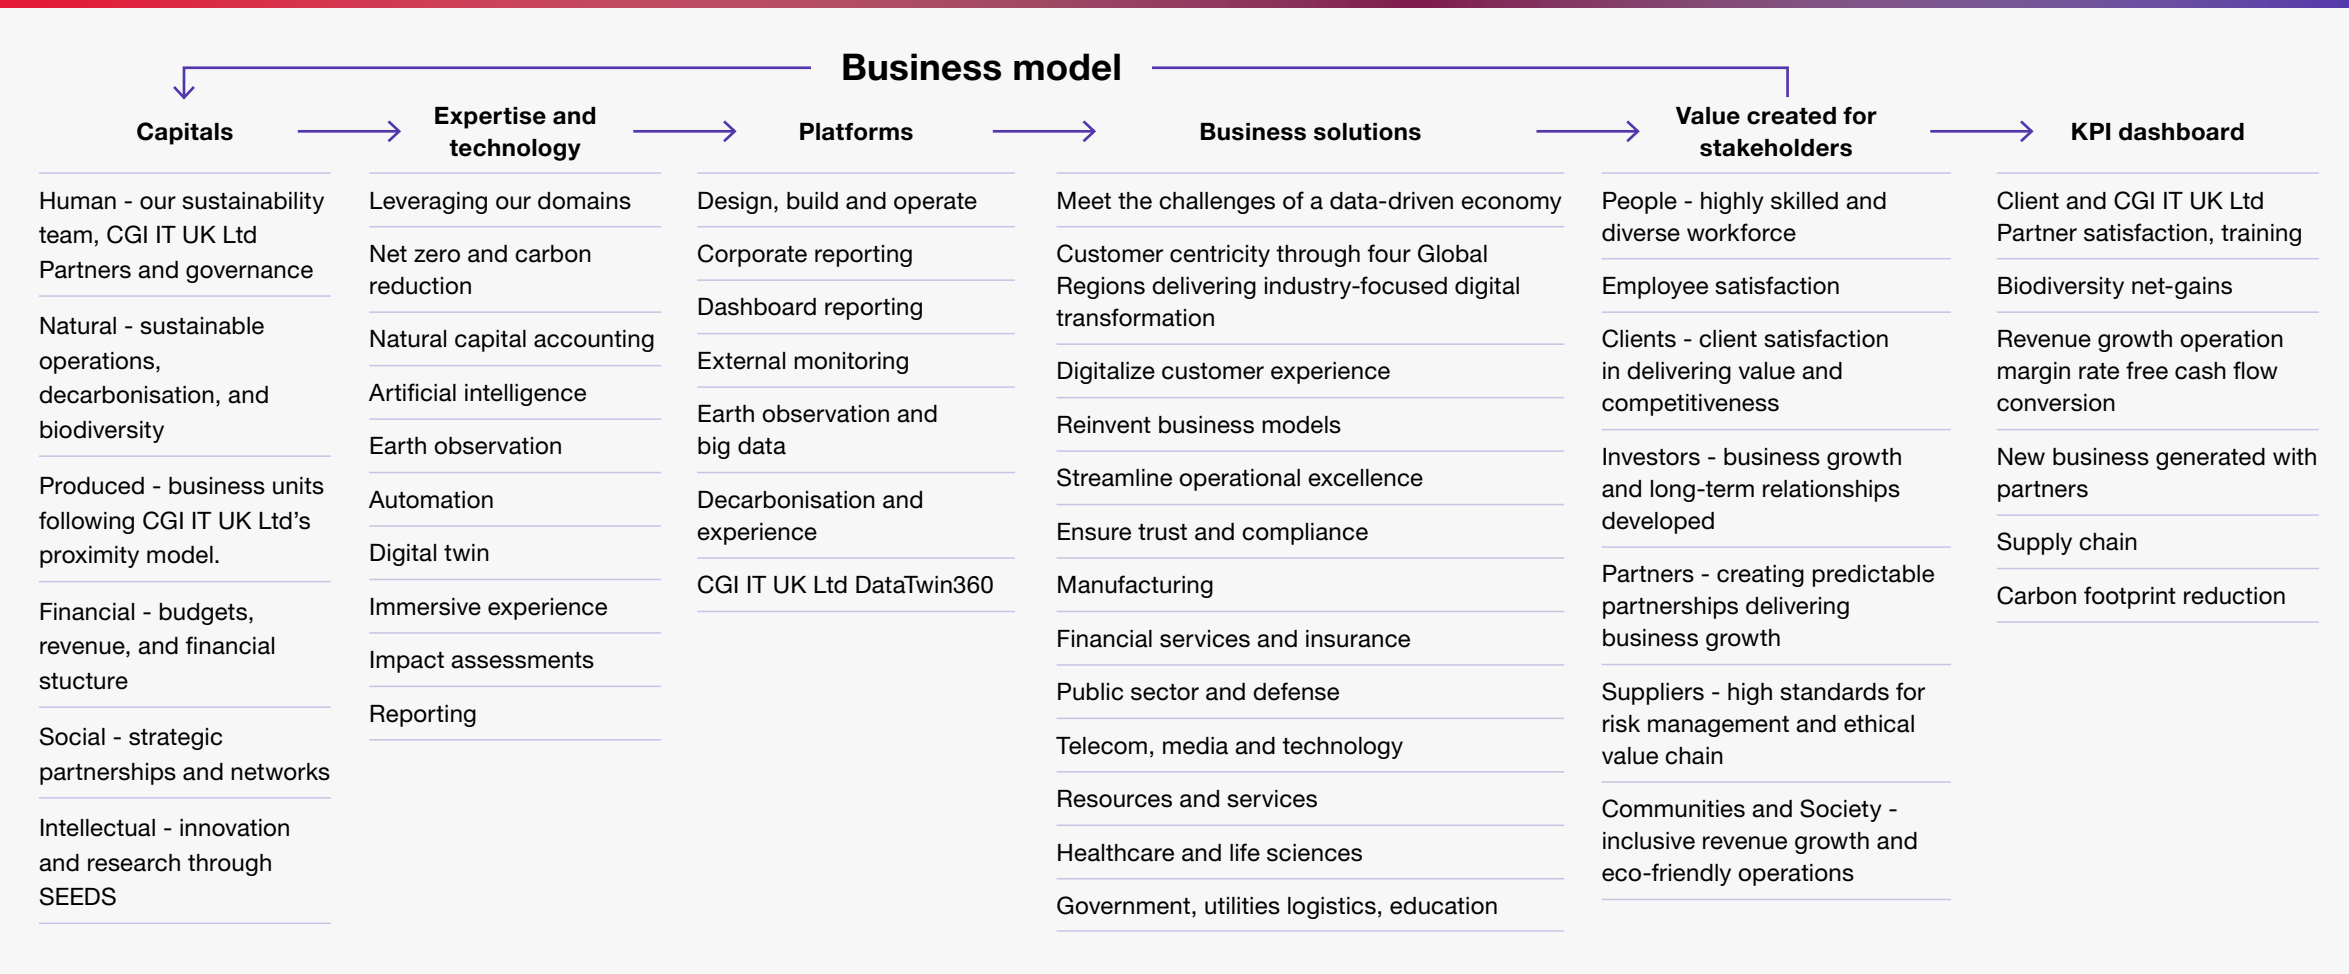 Business model
Capitals
Human - our sustainability
team, CGI IT UK Ltd
Partners and governance
Natural - sustainable
operations,
decarbonisation, and
biodiversity
Produced - business units
following CGI IT UK Ltd’s
proximity model.
Financial - budgets,
revenue, and financial
stucture
Social - strategic
partnerships and networks
Intellectual - innovation
and research through
SEEDS
Expertise and
technology
Leveraging our domains
Net zero and carbon
reduction
Natural capital accounting
Artificial intelligence
Earth observation
Automation
Digital twin
Immersive experience
Impact assessments
Reporting
Platforms
Design, build and operate
Corporate reporting
Dashboard reporting
External monitoring
Earth observation and
big data
Decarbonisation and
experience
CGI IT UK Ltd DataTwin360
Business solutions
Meet the challenges of a data-driven economy
Customer centricity through four Global
Regions delivering industry-focused digital
transformation
Digitalize customer experience
Reinvent business models
Streamline operational excellence
Ensure trust and compliance
Manufacturing
Financial services and insurance
Public sector and defense
Telecom, media and technology
Resources and services
Healthcare and life sciences
Government, utilities logistics, education
Value created for
stakeholders
People - highly skilled and
diverse workforce
Employee satisfaction
Clients - client satisfaction
in delivering value and
competitiveness
Investors - business growth
and long-term relationships
developed
Partners - creating predictable
partnerships delivering
business growth
Suppliers - high standards for
risk management and ethical
value chain
Communities and Society -
inclusive revenue growth and
eco-friendly operations
KPI dashboard
Client and CGI IT UK Ltd
Partner satisfaction, training
Biodiversity net-gains
Revenue growth operation
margin rate free cash flow
conversion
New business generated with
partners
Supply chain
Carbon footprint reduction